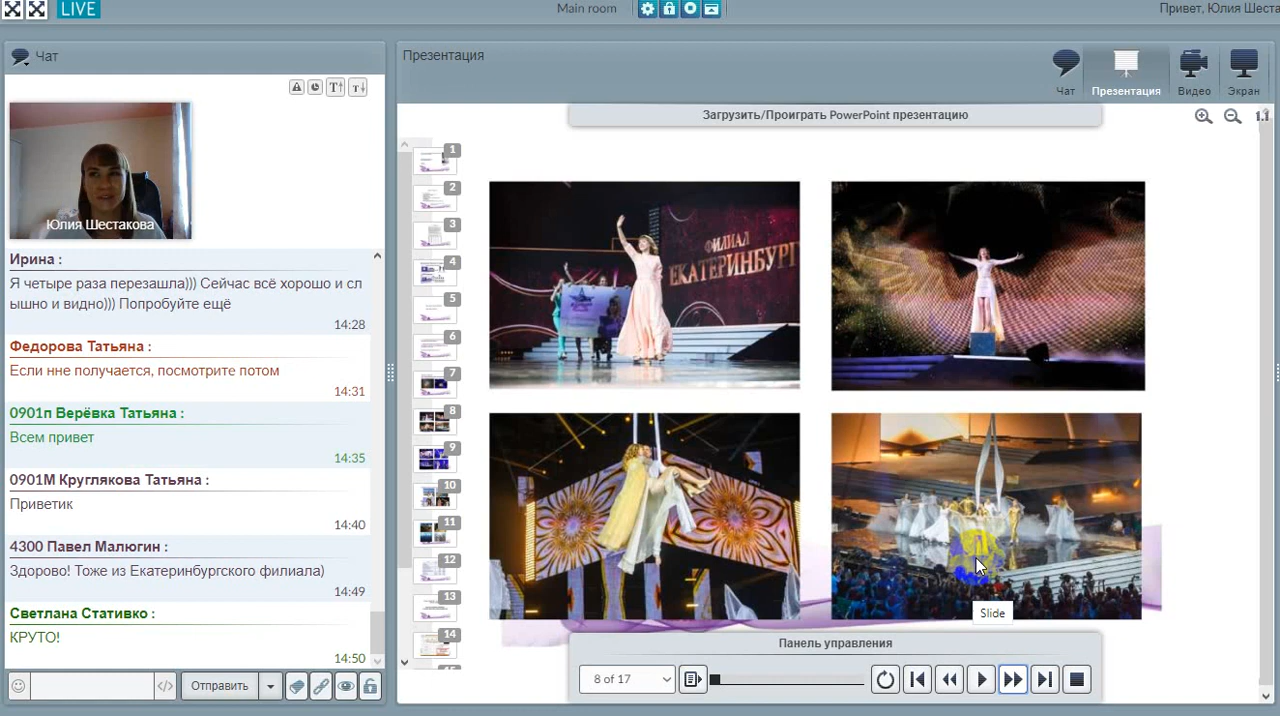 LIVE
Main room
Привет, Юлия Шеста
Чат
Юлия Шестакова
Ирина :
Я четыре раза перезашла))) Сейчас всё хорошо и сл
ышно и видно))) Попробуйте ещё
14:28
Федорова Татьяна :
Если нне получается, посмотрите потом
14:31
0901п Верёвка Татьяна :
Всем привет
14:35
0901М Круглякова Татьяна :
Приветик
14:40
4300 Павел Малюгин :
Здорово! Тоже из Екатеринбургского филиала)
14:49
Светлана Стативко :
КРУТО!
14:50
Отправить
Презентация
Чат
Презентация
Видео
Экран
Загрузить/Проиграть PowerPoint презентацию
1:1
1
2
3
4
5
6
7
8
9
10
11
12
13
14
ФИЛИАЛ
ЕКАТЕРИНБУРГ
Slide
Панель управления
8 of 17